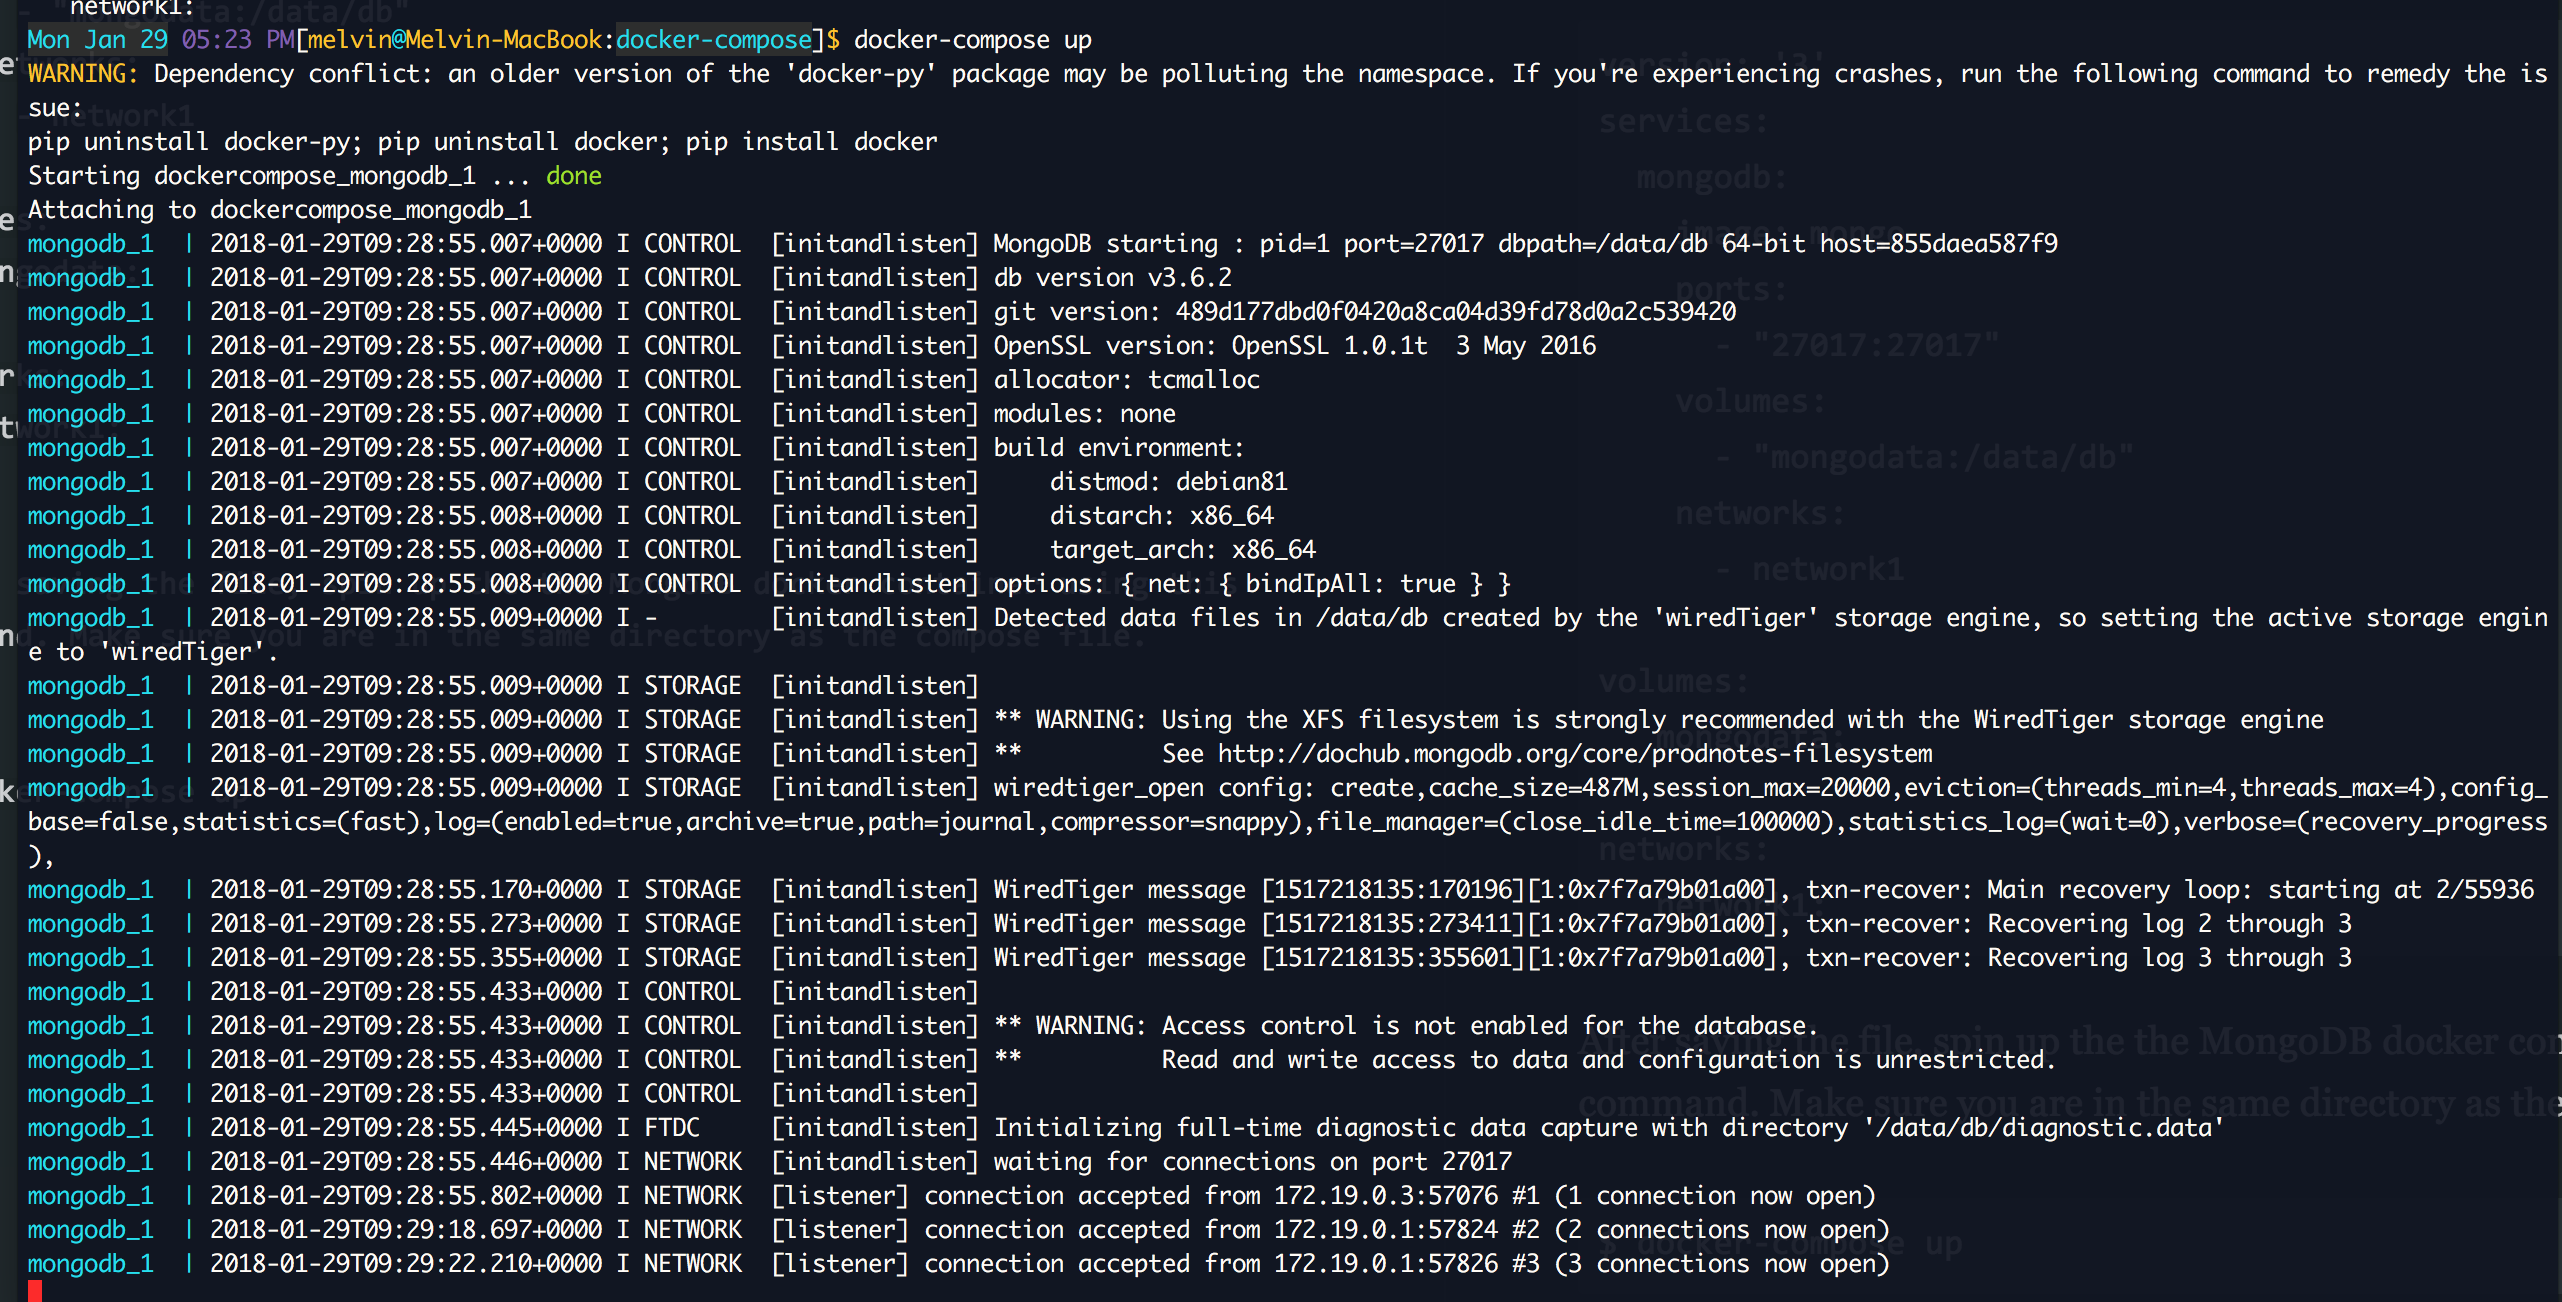 network1:
Mon Jan 29 05:23 PM[melvin@Melvin-MacBook:docker-compose]$ docker-compose up
WARNING: Dependency conflict: an older version of the 'docker-py' package may be polluting the namespace. If you're experiencing crashes, run the following command to remedy the is
sue:
pip uninstall docker-py; pip uninstall docker; pip install docker
Starting dockercompose_mongodb_1 ... done
Attaching to dockercompose_mongodb_1
mongodb_1  | 2018-01-29T09:28:55.007+0000 I CONTROL  [initandlisten] MongoDB starting : pid=1 port=27017 dbpath=/data/db 64-bit host=855daea587f9
mongodb_1  | 2018-01-29T09:28:55.007+0000 I CONTROL  [initandlisten] db version v3.6.2
mongodb_1  | 2018-01-29T09:28:55.007+0000 I CONTROL  [initandlisten] git version: 489d177dbd0f0420a8ca04d39fd78d0a2c539420
mongodb_1  | 2018-01-29T09:28:55.007+0000 I CONTROL  [initandlisten] OpenSSL version: OpenSSL 1.0.1t  3 May 2016
mongodb_1  | 2018-01-29T09:28:55.007+0000 I CONTROL  [initandlisten] allocator: tcmalloc
mongodb_1  | 2018-01-29T09:28:55.007+0000 I CONTROL  [initandlisten] modules: none
mongodb_1  | 2018-01-29T09:28:55.007+0000 I CONTROL  [initandlisten] build environment:
mongodb_1  | 2018-01-29T09:28:55.007+0000 I CONTROL  [initandlisten]     distmod: debian81
mongodb_1  | 2018-01-29T09:28:55.008+0000 I CONTROL  [initandlisten]     distarch: x86_64
mongodb_1  | 2018-01-29T09:28:55.008+0000 I CONTROL  [initandlisten]     target_arch: x86_64
mongodb_1  | 2018-01-29T09:28:55.008+0000 I CONTROL  [initandlisten] options: { net: { bindIpAll: true } }
mongodb_1  | 2018-01-29T09:28:55.009+0000 I -        [initandlisten] Detected data files in /data/db created by the 'wiredTiger' storage engine, so setting the active storage engin
e to 'wiredTiger'.
mongodb_1  | 2018-01-29T09:28:55.009+0000 I STORAGE  [initandlisten]
mongodb_1  | 2018-01-29T09:28:55.009+0000 I STORAGE  [initandlisten] ** WARNING: Using the XFS filesystem is strongly recommended with the WiredTiger storage engine
mongodb_1  | 2018-01-29T09:28:55.009+0000 I STORAGE  [initandlisten] **          See http://dochub.mongodb.org/core/prodnotes-filesystem
mongodb_1  | 2018-01-29T09:28:55.009+0000 I STORAGE  [initandlisten] wiredtiger_open config: create,cache_size=487M,session_max=20000,eviction=(threads_min=4,threads_max=4),config_
base=false,statistics=(fast),log=(enabled=true,archive=true,path=journal,compressor=snappy),file_manager=(close_idle_time=100000),statistics_log=(wait=0),verbose=(recovery_progress
),
mongodb_1  | 2018-01-29T09:28:55.170+0000 I STORAGE  [initandlisten] WiredTiger message [1517218135:170196][1:0x7f7a79b01a00], txn-recover: Main recovery loop: starting at 2/55936
mongodb_1  | 2018-01-29T09:28:55.273+0000 I STORAGE  [initandlisten] WiredTiger message [1517218135:273411][1:0x7f7a79b01a00], txn-recover: Recovering log 2 through 3
mongodb_1  | 2018-01-29T09:28:55.355+0000 I STORAGE  [initandlisten] WiredTiger message [1517218135:355601][1:0x7f7a79b01a00], txn-recover: Recovering log 3 through 3
mongodb_1  | 2018-01-29T09:28:55.433+0000 I CONTROL  [initandlisten]
mongodb_1  | 2018-01-29T09:28:55.433+0000 I CONTROL  [initandlisten] ** WARNING: Access control is not enabled for the database.
mongodb_1  | 2018-01-29T09:28:55.433+0000 I CONTROL  [initandlisten] **          Read and write access to data and configuration is unrestricted.
mongodb_1  | 2018-01-29T09:28:55.433+0000 I CONTROL  [initandlisten]
mongodb_1  | 2018-01-29T09:28:55.445+0000 I FTDC     [initandlisten] Initializing full-time diagnostic data capture with directory '/data/db/diagnostic.data'
mongodb_1  | 2018-01-29T09:28:55.446+0000 I NETWORK  [initandlisten] waiting for connections on port 27017
mongodb_1  | 2018-01-29T09:28:55.802+0000 I NETWORK  [listener] connection accepted from 172.19.0.3:57076 #1 (1 connection now open)
mongodb_1  | 2018-01-29T09:29:18.697+0000 I NETWORK  [listener] connection accepted from 172.19.0.1:57824 #2 (2 connections now open)
mongodb_1  | 2018-01-29T09:29:22.210+0000 I NETWORK  [listener] connection accepted from 172.19.0.1:57826 #3 (3 connections now open)